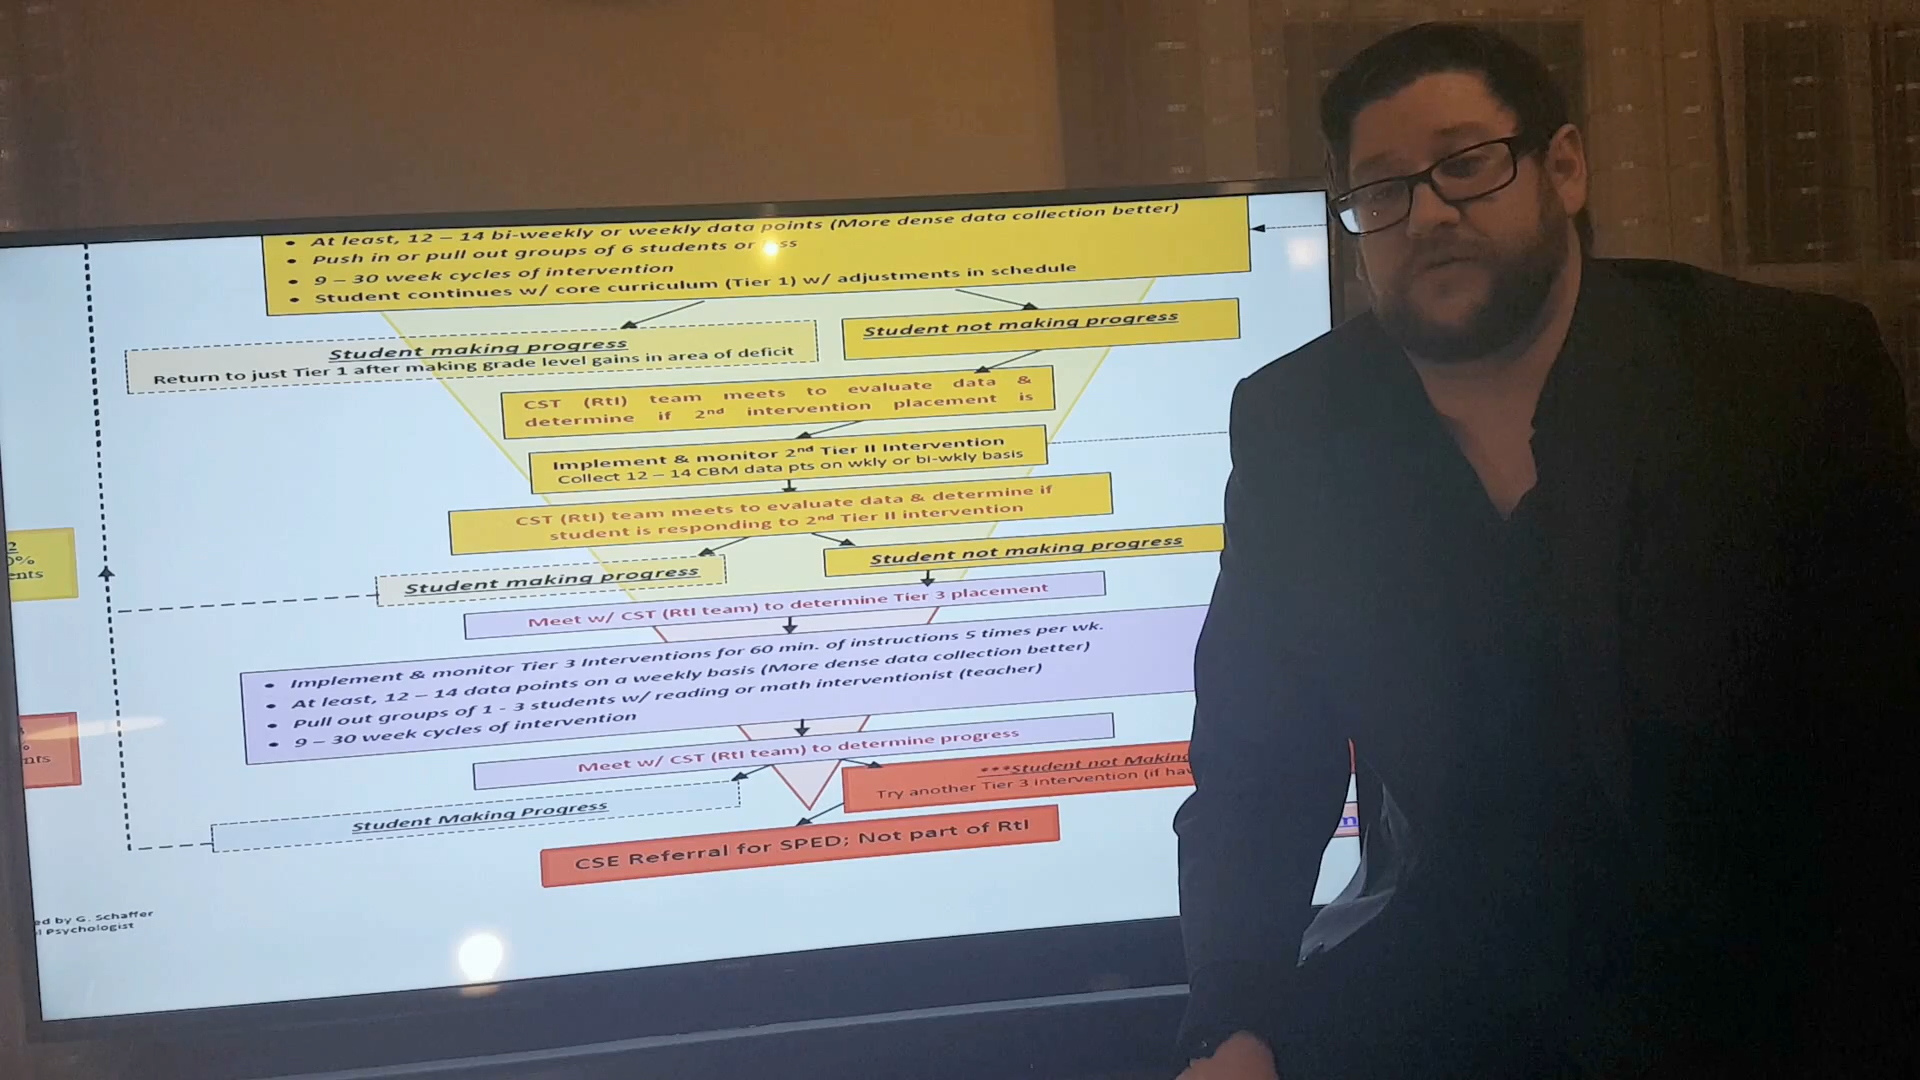 • At least, 12 – 14 bi-weekly or weekly data points (More dense data collection better)
• Push in or pull out groups of 6 students or
• 9 – 30 week cycles of intervention
• Student continues w/ core curriculum (Tier 1) w/ adjustments in schedule
Student making progress
Return to just Tier 1 after making grade level gains in area of deficit
Student not making progress
CST (RtI) team meets to evaluate data &
determine if 2nd intervention placement is
Implement & monitor 2nd Tier II Intervention
Collect 12 – 14 CBM data pts on wkly or bi-wkly basis
CST (RtI) team meets to evaluate data & determine if
student is responding to 2nd Tier II intervention
Student making progress
Student not making progress
2
0%
ents
Meet w/ CST (RtI team) to determine Tier 3 placement
• Implement & monitor Tier 3 Interventions for 60 min. of instructions 5 times per wk.
• At least, 12 – 14 data points on a weekly basis (More dense data collection better)
• Pull out groups of 1 - 3 students w/ reading or math interventionist (teacher)
• 9 – 30 week cycles of intervention
%
nts
Meet w/ CST (RtI team) to determine progress
Student Making Progress
***Student not Making
Try another Tier 3 intervention (if hav
CSE Referral for SPED; Not part of RtI
ed by G. Schaffer
l Psychologist